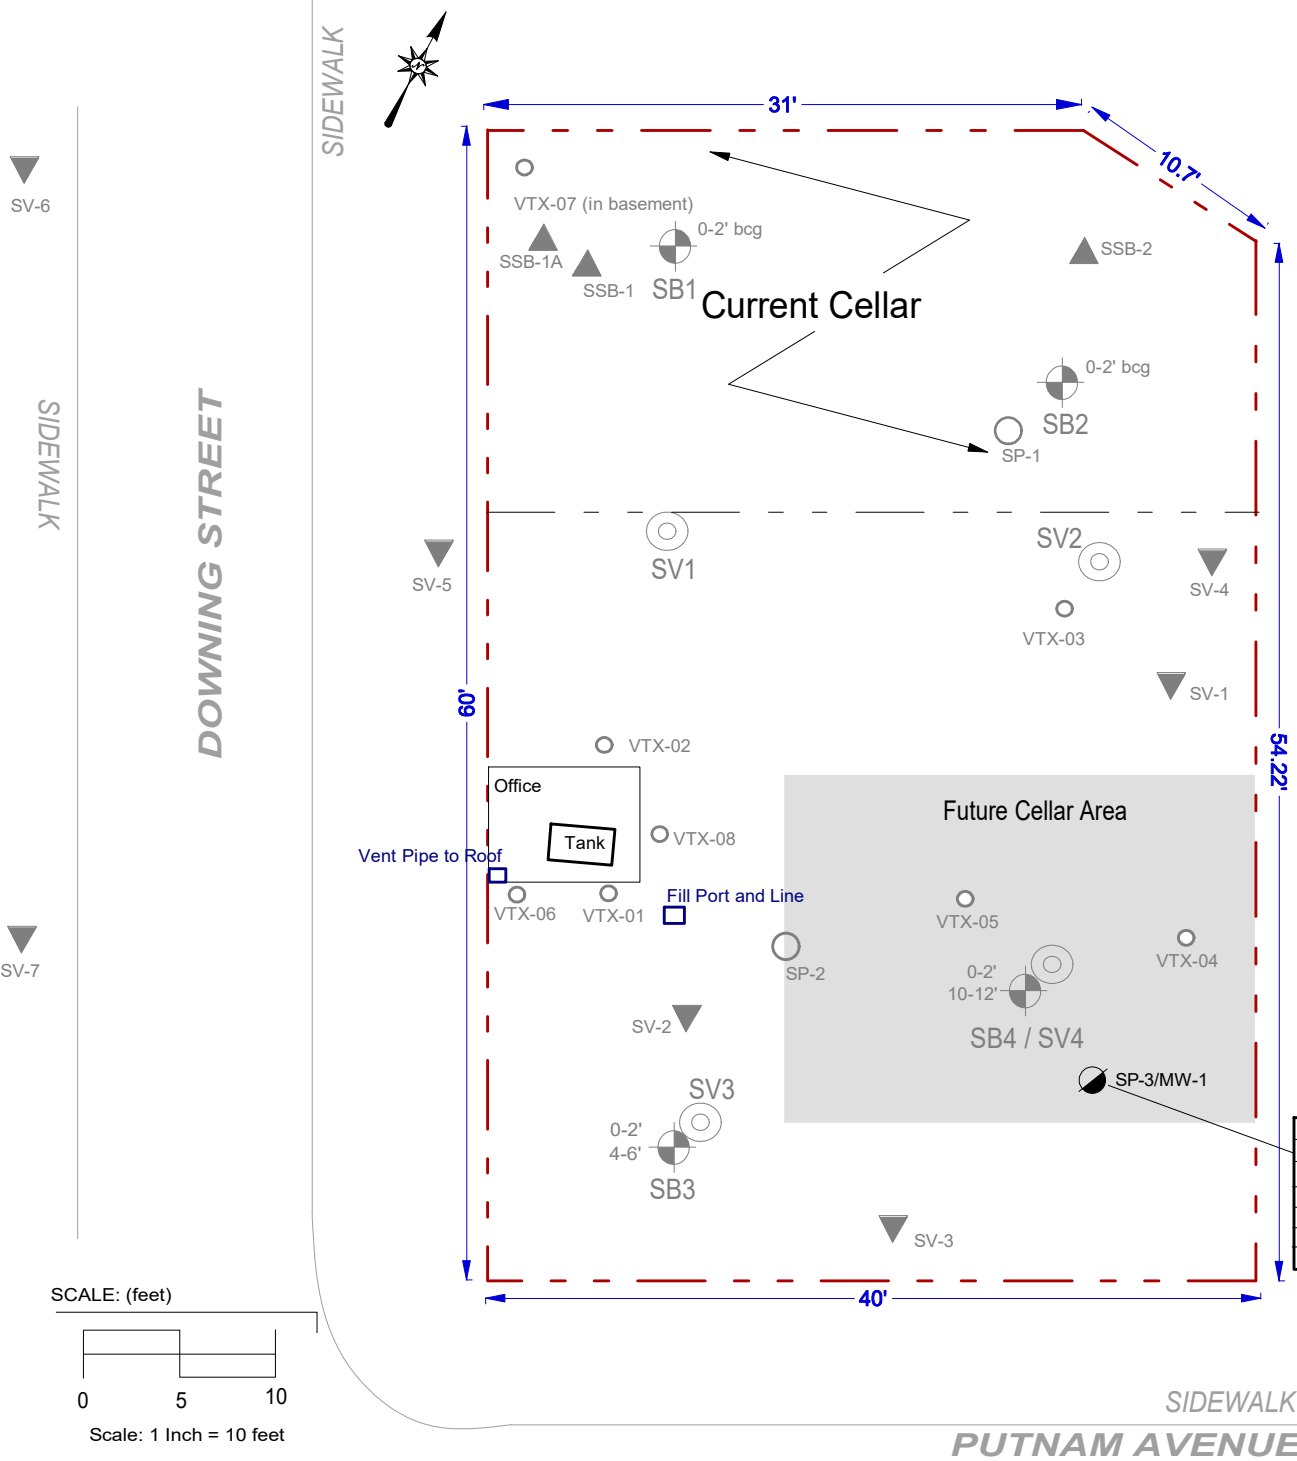 SIDEWALK
N
31'
10.7'
SV-6
VTX-07 (in basement)
0-2' bcg
SSB-1A
SSB-1
SB1
SSB-2
Current Cellar
0-2' bcg
SB2
SP-1
SIDEWALK
DOWNING STREET
SV1
SV2
SV-5
SV-4
VTX-03
60'
SV-1
54.22'
VTX-02
Office
Tank
VTX-08
Future Cellar Area
Vent Pipe to Roof
Fill Port and Line
VTX-06
VTX-01
VTX-05
VTX-04
SV-7
SP-2
0-2'
10-12'
SV-2
SB4 / SV4
SP-3/MW-1
SV3
0-2'
4-6'
SB3
SV-3
40'
SCALE: (feet)
0 5 10
Scale: 1 Inch = 10 feet
SIDEWALK
PUTNAM AVENUE